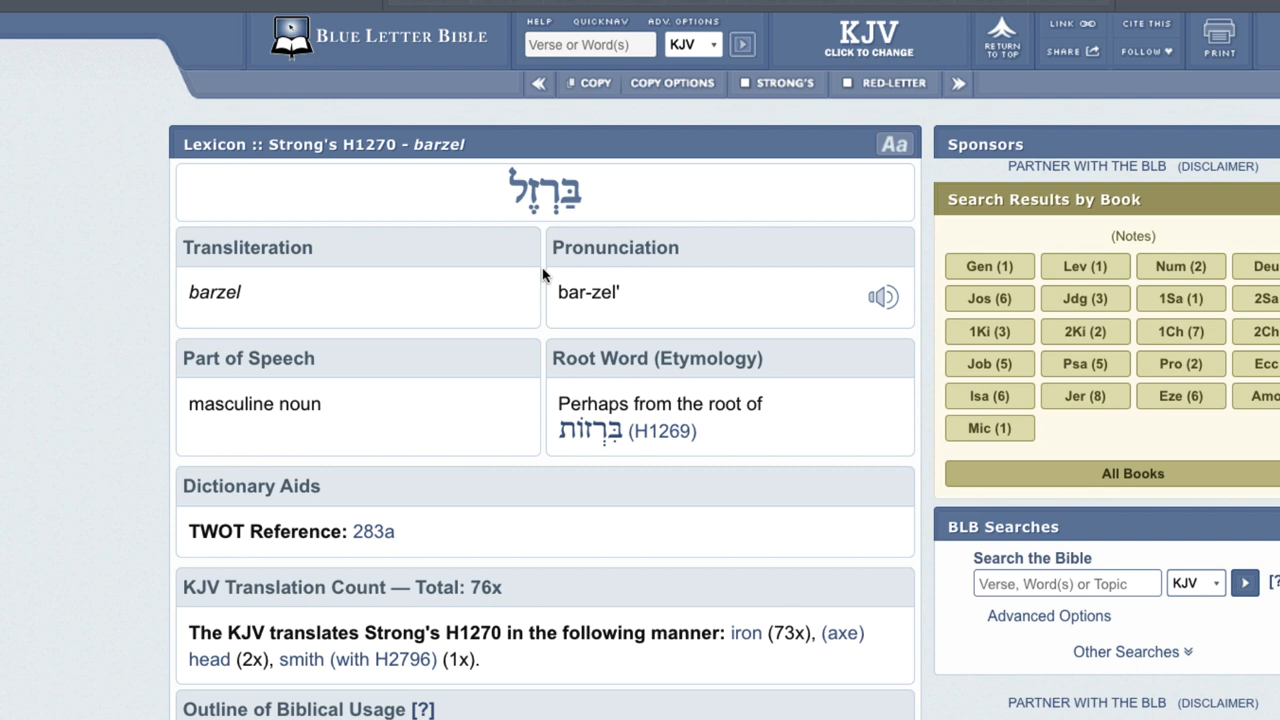 HELP QUICKNAV ADV. OPTIONS
BLUE LETTER BIBLE
Verse or Word(s) KJV
KJV
CLICK TO CHANGE
RETURN
TO TOP
LINK
CITE THIS
SHARE
FOLLOW
PRINT
COPY COPY OPTIONS STRONG'S RED-LETTER
Lexicon :: Strong's H1270 - barzel
Aa
בַּרְזֶל
Transliteration
Pronunciation
barzel
bar-zel'
Part of Speech
Root Word (Etymology)
masculine noun
Perhaps from the root of
בִּרְזוֹת (H1269)
Dictionary Aids
TWOT Reference: 283a
KJV Translation Count — Total: 76x
The KJV translates Strong's H1270 in the following manner: iron (73x), (axe)
head (2x), smith (with H2796) (1x).
Outline of Biblical Usage [?]
Sponsors
PARTNER WITH THE BLB (DISCLAIMER)
Search Results by Book
(Notes)
Gen (1) Lev (1) Num (2) Deu
Jos (6) Jdg (3) 1Sa (1) 2Sa
1Ki (3) 2Ki (2) 1Ch (7) 2Ch
Job (5) Psa (5) Pro (2) Ecc
Isa (6) Jer (8) Eze (6) Amo
Mic (1)
All Books
BLB Searches
Search the Bible
Verse, Word(s) or Topic KJV [?
Advanced Options
Other Searches
PARTNER WITH THE BLB (DISCLAIMER)